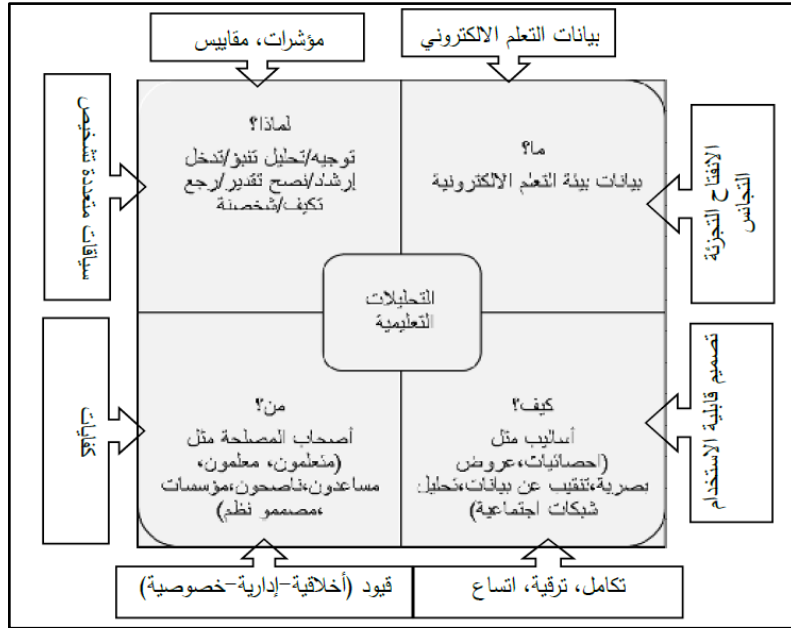 بيانات التعلم الالكتروني
مؤشرات، مقاييس
الانفتاح التجزئة
التجانس
ما؟
بيانات بيئة التعلم الالكترونية
لماذا؟
توجيه/تحليل تنبؤ/تدخل
إرشاد/نصح تقدير/رجع
تكيف/شخصنة
سياقات متعددة تشخيص
التحليلات
التعليمية
تصميم قابلية الاستخدام
كيف؟
أساليب مثل
(احصائيات،عروض
بصرية،تنقيب عن بيانات،تحليل
شبكات اجتماعية)
من؟
أصحاب المصلحة مثل
(متعلمون، معلمون،
مساعدون،ناصحون،مؤسسات
،مصممو نظم)
كفايات
تكامل، ترقية، اتساع
قيود (أخلاقية-إدارية-خصوصية)